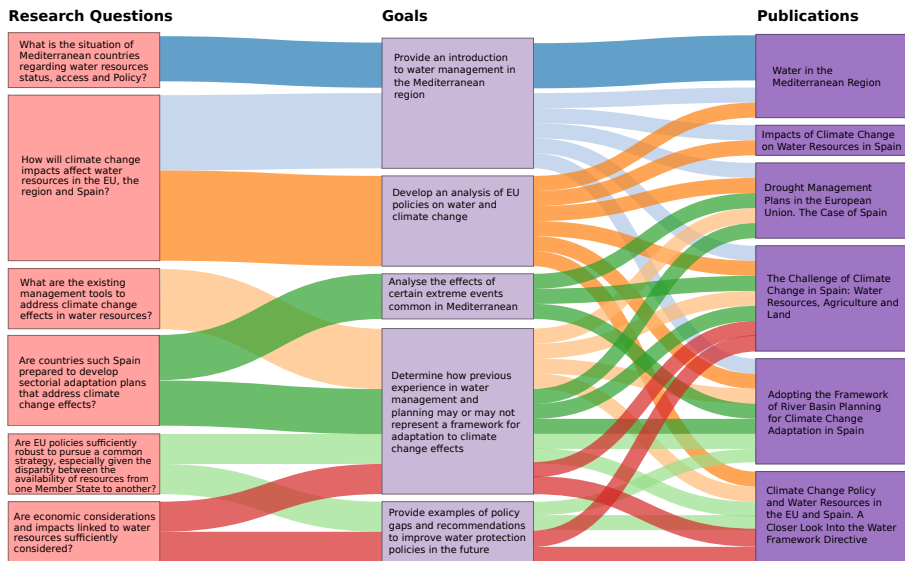 Research Questions
Goals
Publications
What is the situation of
Mediterranean countries
regarding water resources
status, access and Policy?
How will climate change
impacts affect water
resources in the EU, the
region and Spain?
What are the existing
management tools to
address climate change
effects in water resources?
Are countries such Spain
prepared to develop
sectorial adaptation plans
that address climate
change effects?
Are EU policies sufficiently
robust to pursue a common
strategy, especially given the
disparity between the
availability of resources from
one Member State to another?
Are economic considerations
and impacts linked to water
resources sufficiently
considered?
Provide an introduction
to water management in
the Mediterranean
region
Develop an analysis of EU
policies on water and
climate change
Analyse the effects of
certain extreme events
common in Mediterranean
Determine how previous
experience in water
management and
planning may or may not
represent a framework for
adaptation to climate
change effects
Provide examples of policy
gaps and recommendations
to improve water protection
policies in the future
Water in the
Mediterranean Region
Impacts of Climate Change
on Water Resources in Spain
Drought Management
Plans in the European
Union. The Case of Spain
The Challenge of Climate
Change in Spain: Water
Resources, Agriculture and
Land
Adopting the Framework
of River Basin Planning
for Climate Change
Adaptation in Spain
Climate Change Policy
and Water Resources in
the EU and Spain. A
Closer Look Into the Water
Framework Directive